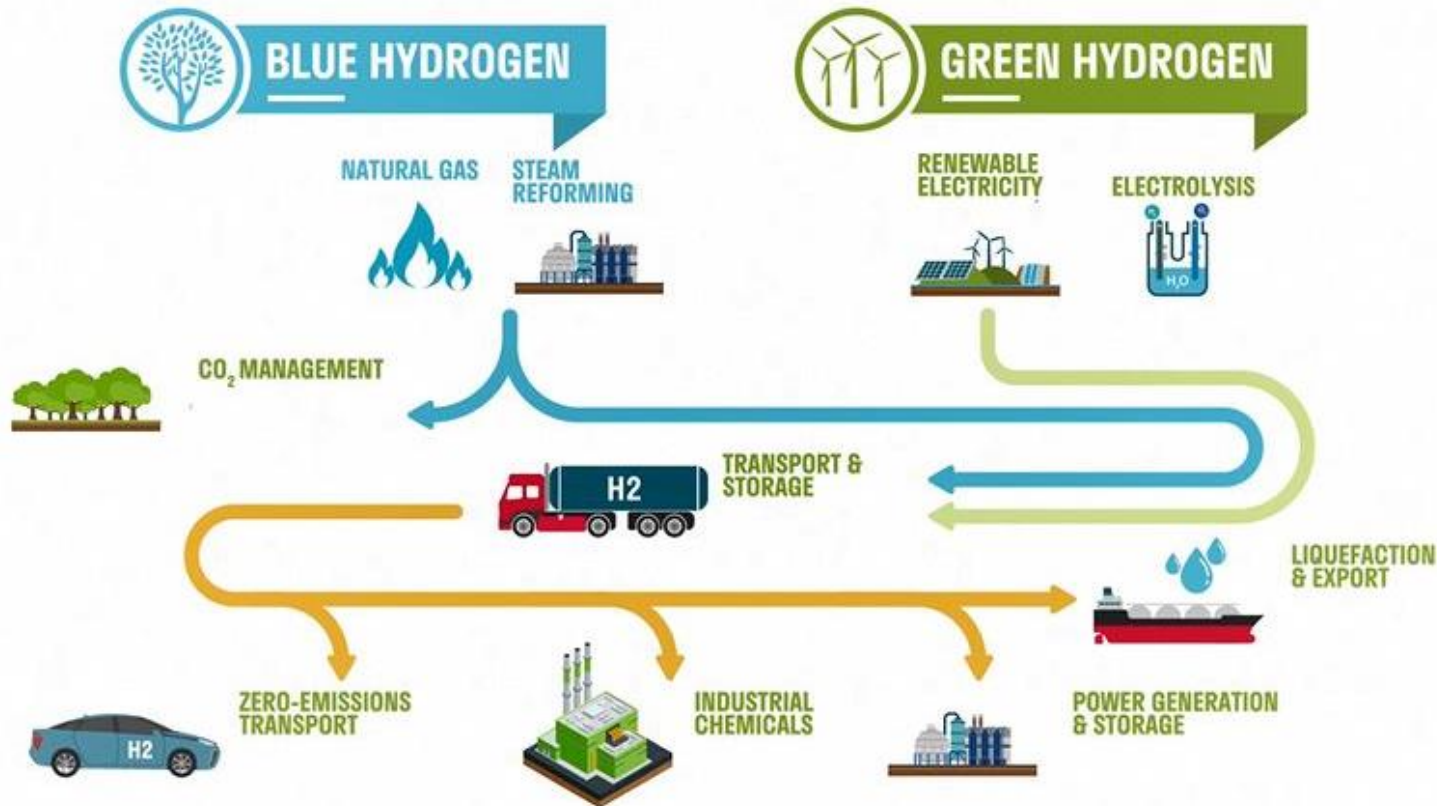 BLUE HYDROGEN
GREEN HYDROGEN
NATURAL GAS
STEAM
REFORMING
RENEWABLE
ELECTRICITY
ELECTROLYSIS
H₂O
CO₂ MANAGEMENT
H2
TRANSPORT &
STORAGE
LIQUEFACTION
& EXPORT
H2
ZERO-EMISSIONS
TRANSPORT
INDUSTRIAL
CHEMICALS
POWER GENERATION
& STORAGE